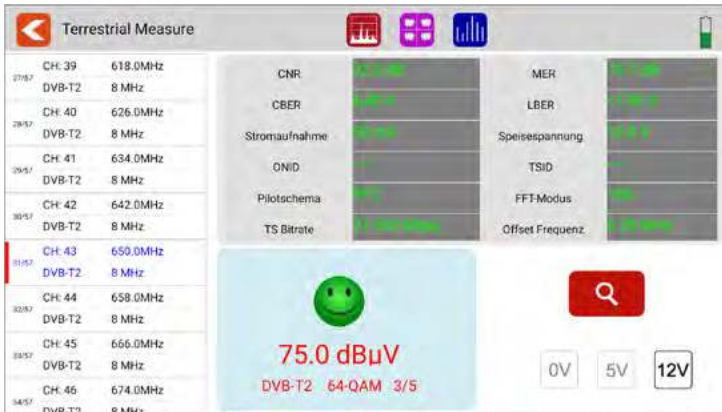 Terrestrial Measure
27/57 CH: 39 618.0MHz
DVB-T2 8 MHz
28/57 CH: 40 626.0MHz
DVB-T2 8 MHz
29/57 CH: 41 634.0MHz
DVB-T2 8 MHz
30/57 CH: 42 642.0MHz
DVB-T2 8 MHz
31/57 CH: 43 650.0MHz
DVB-T2 8 MHz
32/57 CH: 44 658.0MHz
DVB-T2 8 MHz
33/57 CH: 45 666.0MHz
DVB-T2 8 MHz
34/57 CH: 46 674.0MHz
DVB-T2 8 MHz
CNR MER
CBER LBER
Stromaufnahme Speisespannung
ONID TSID
Pilotschema FFT-Modus
TS Bitrate Offset Frequenz
75.0 dBµV
DVB-T2 64-QAM 3/5
0V 5V 12V